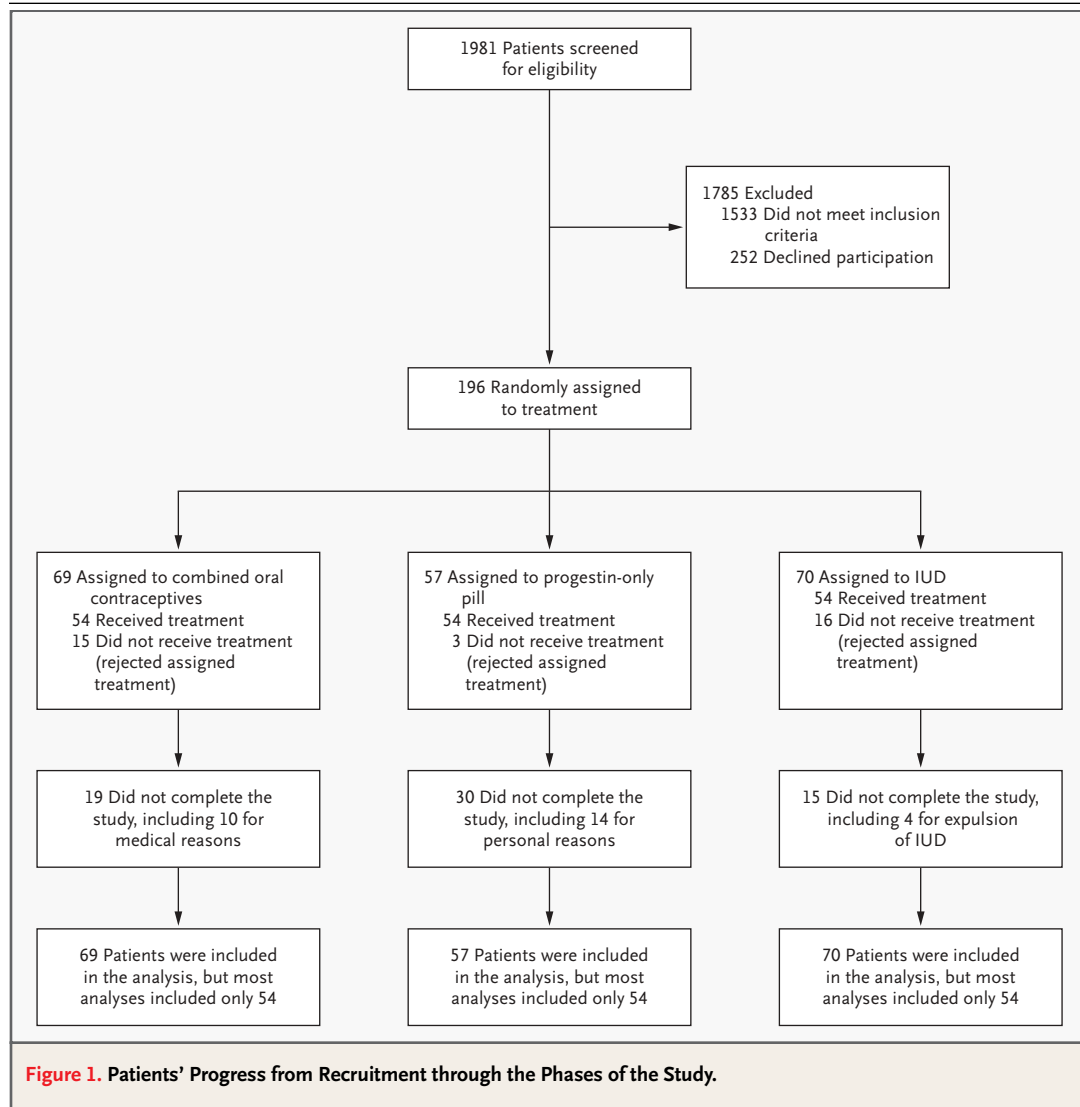 1981 Patients screened
for eligibility
1785 Excluded
1533 Did not meet inclusion
criteria
252 Declined participation
196 Randomly assigned
to treatment
69 Assigned to combined oral
contraceptives
54 Received treatment
15 Did not receive treatment
(rejected assigned
treatment)
57 Assigned to progestin-only
pill
54 Received treatment
3 Did not receive treatment
(rejected assigned
treatment)
70 Assigned to IUD
54 Received treatment
16 Did not receive treatment
(rejected assigned
treatment)
19 Did not complete the
study, including 10 for
medical reasons
30 Did not complete the
study, including 14 for
personal reasons
15 Did not complete the study,
including 4 for expulsion
of IUD
69 Patients were included
in the analysis, but most
analyses included only 54
57 Patients were included
in the analysis, but most
analyses included only 54
70 Patients were included
in the analysis, but most
analyses included only 54
Figure 1. Patients’ Progress from Recruitment through the Phases of the Study.